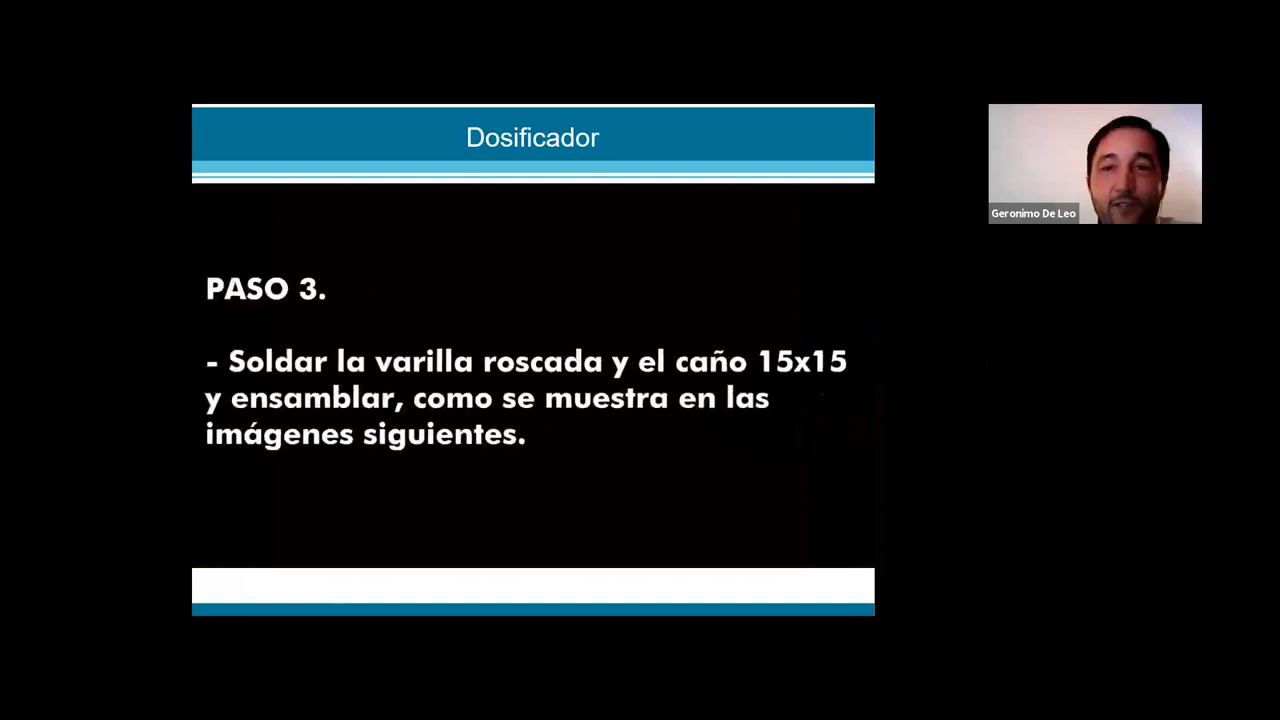 Dosificador
Geronimo De Leo
PASO 3.
- Soldar la varilla roscada y el caño 15x15
y ensamblar, como se muestra en las
imágenes siguientes.